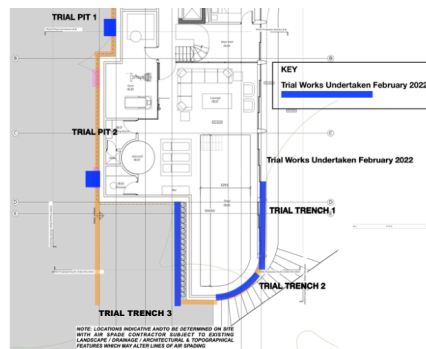 TRIAL PIT 1
KEY
Trial Works Undertaken February 2022
TRIAL PIT 2
Trial Works Undertaken February 2022
TRIAL TRENCH 1
TRIAL TRENCH 2
TRIAL TRENCH 3
NOTE: LOCATIONS INDICATIVE ANDTO BE DETERMINED ON SITE
WITH AIR SPADE CONTRACTOR SUBJECT TO EXISTING
LANDSCAPE / DRAINAGE / ARCHITECTURAL & TOPOGRAPHICAL
FEATURES WHICH MAY ALTER LINES OF AIR SPADING